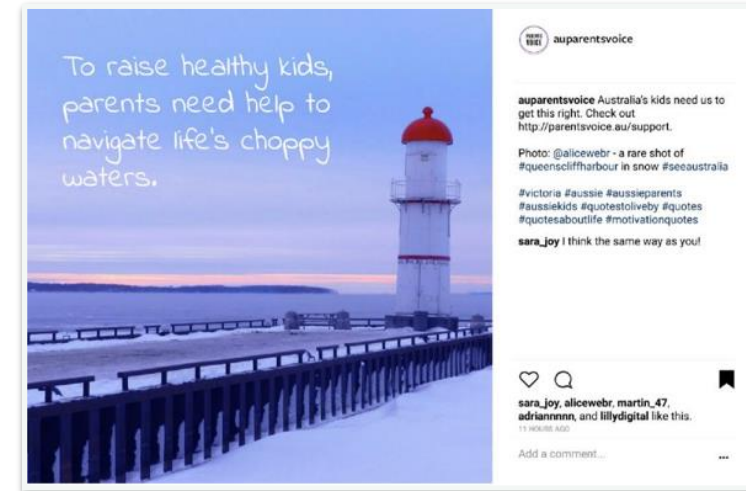 To raise healthy kids,
parents need help to
navigate life's choppy
waters.
PARENTS
VOICE
auparentsvoice
auparentsvoice Australia's kids need us to
get this right. Check out
http://parentsvoice.au/support.
Photo: @alicewebr - a rare shot of
#queenscliffharbour in snow #seeaustralia
#victoria #aussie #aussieparents
#aussiekids #quotestoliveby #quotes
#quotesaboutlife #motivationquotes
sara_joy I think the same way as you!
sara_joy, alicewebr, martin_47,
adriannnnn, and lillydigital like this.
11 HOURS AGO
Add a comment...